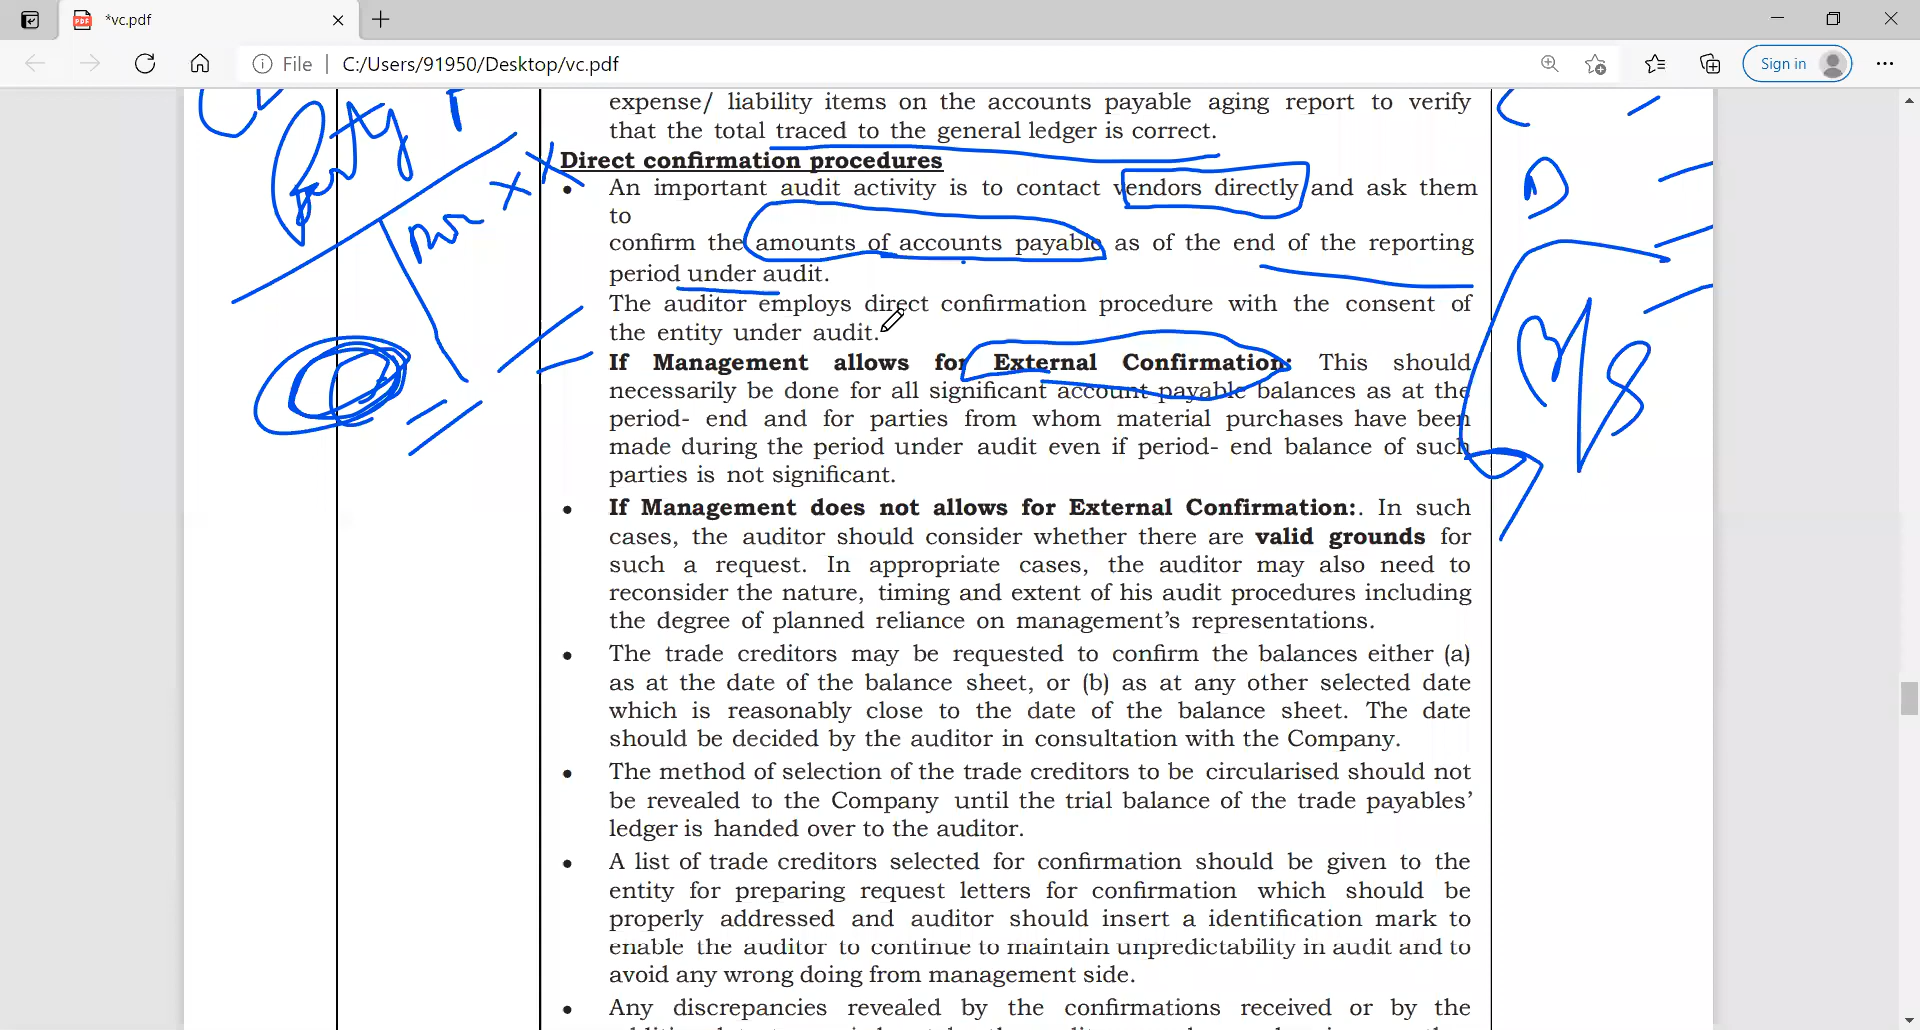 *vc.pdf
File | C:/Users/91950/Desktop/vc.pdf
Sign in
expense/ liability items on the accounts payable aging report to verify
that the total traced to the general ledger is correct.
Direct confirmation procedures
• An important audit activity is to contact vendors directly and ask them
to
confirm the amounts of accounts payable as of the end of the reporting
period under audit.
The auditor employs direct confirmation procedure with the consent of
the entity under audit.
If Management allows for External Confirmation: This should
necessarily be done for all significant account payable balances as at the
period- end and for parties from whom material purchases have been
made during the period under audit even if period- end balance of such
parties is not significant.
• If Management does not allows for External Confirmation:. In such
cases, the auditor should consider whether there are valid grounds for
such a request. In appropriate cases, the auditor may also need to
reconsider the nature, timing and extent of his audit procedures including
the degree of planned reliance on management’s representations.
• The trade creditors may be requested to confirm the balances either (a)
as at the date of the balance sheet, or (b) as at any other selected date
which is reasonably close to the date of the balance sheet. The date
should be decided by the auditor in consultation with the Company.
• The method of selection of the trade creditors to be circularised should not
be revealed to the Company until the trial balance of the trade payables’
ledger is handed over to the auditor.
• A list of trade creditors selected for confirmation should be given to the
entity for preparing request letters for confirmation which should be
properly addressed and auditor should insert a identification mark to
enable the auditor to continue to maintain unpredictability in audit and to
avoid any wrong doing from management side.
• Any discrepancies revealed by the confirmations received or by the